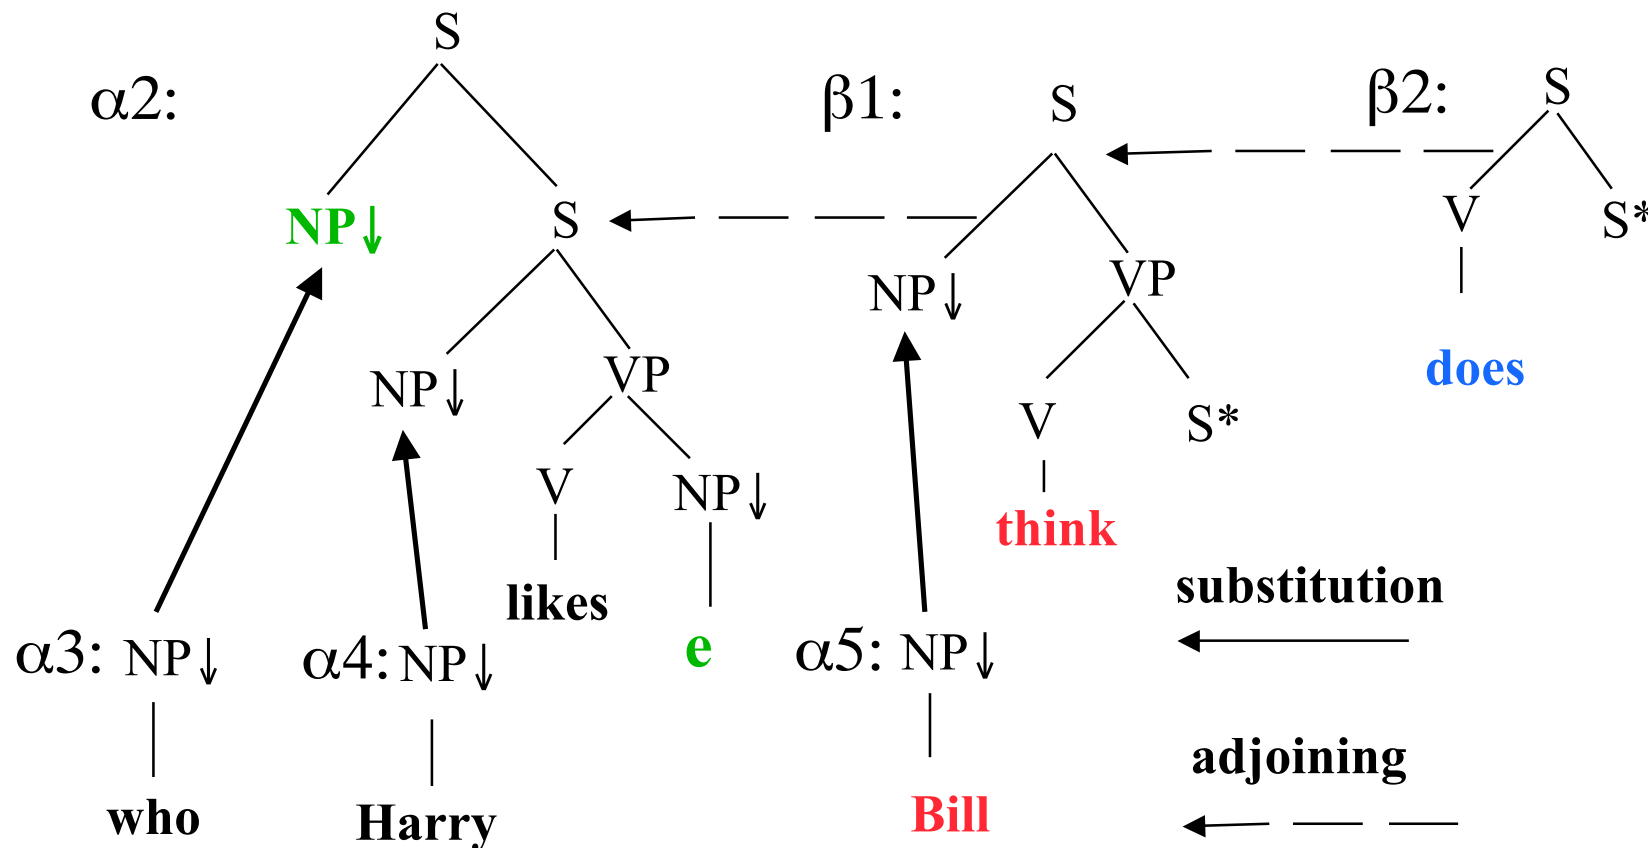 S
α2:
β1:
S
β2:
S
NP↓
S
V
S*
NP↓
VP
does
NP↓
VP
V
S*
V
NP↓
think
likes
e
substitution
α3: NP↓
α4: NP↓
α5: NP↓
adjoining
who
Harry
Bill